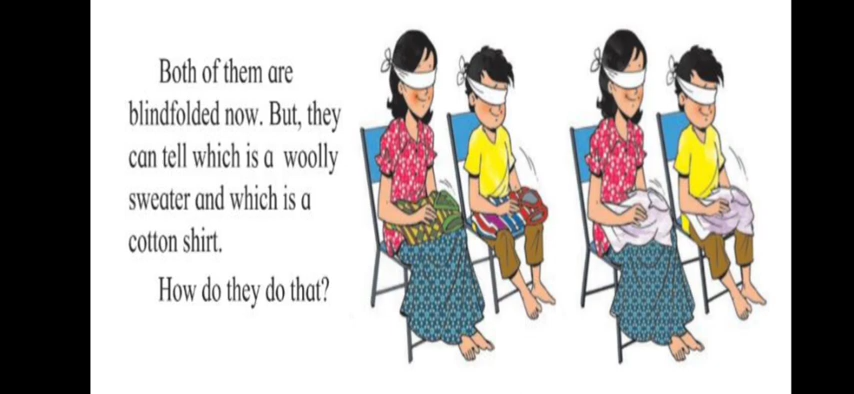 Both of them are
blindfolded now. But, they
can tell which is a woolly
sweater and which is a
cotton shirt.
How do they do that?